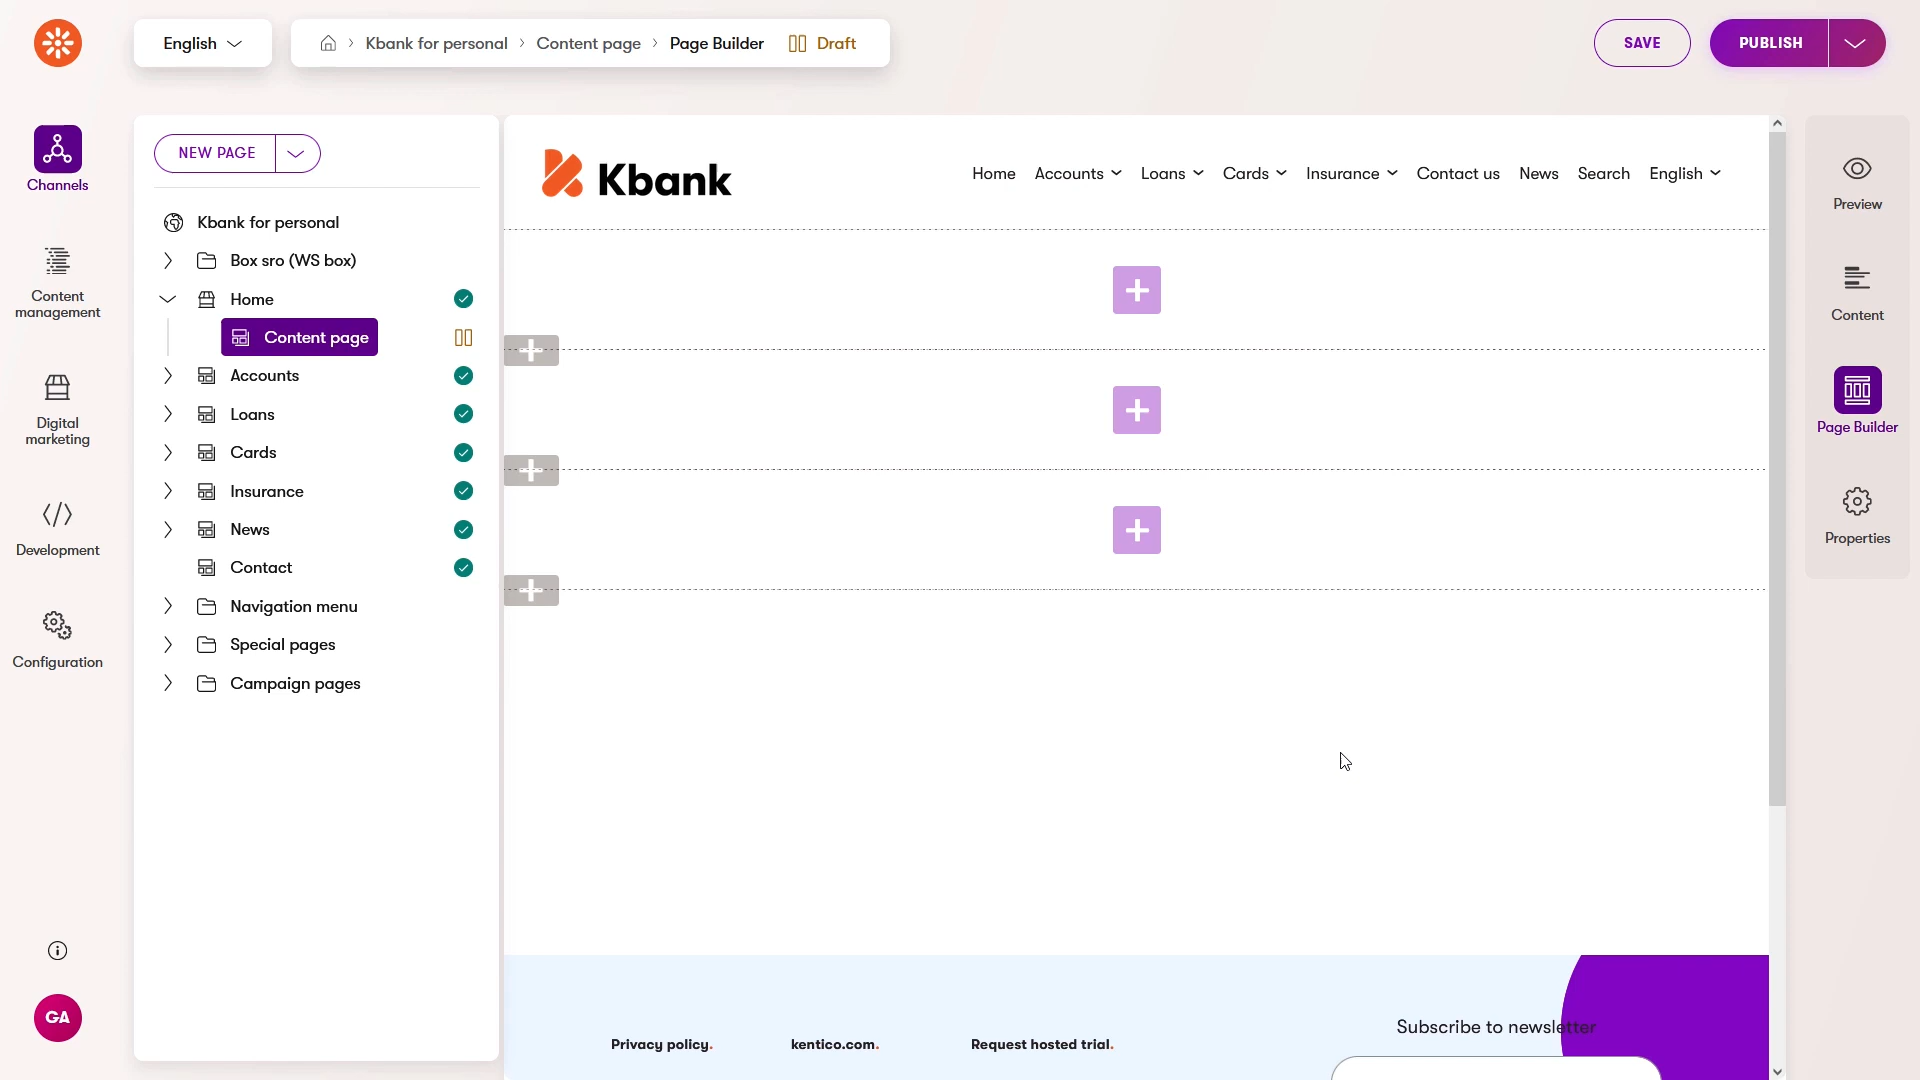 English
Kbank for personal
Content page
Page Builder
Draft
SAVE
PUBLISH
Channels
Content
management
Digital
marketing
Development
Configuration
GA
NEW PAGE
Kbank for personal
Box sro (WS box)
Home
Content page
Accounts
Loans
Cards
Insurance
News
Contact
Navigation menu
Special pages
Campaign pages
Kbank
Home Accounts Loans Cards Insurance Contact us News Search English
Privacy policy.
kentico.com.
Request hosted trial.
Subscribe to newsletter
Preview
Content
Page Builder
Properties